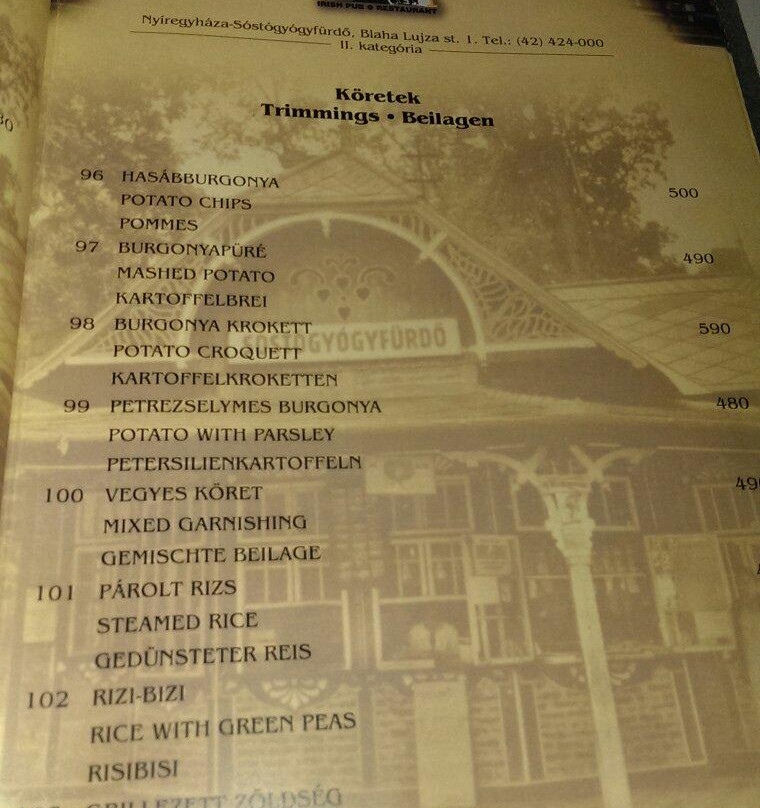 IRISH PUB RESTAURANT
Nyíregyháza-Sóstógyógyfürdő, Blaha Lujza st. 1. Tel.: (42) 424-000
II. kategória
Köretek
Trimmings • Beilagen
96 HASÁBBURGONYA 500
POTATO CHIPS
POMMES
97 BURGONYAPÜRÉ 490
MASHED POTATO
KARTOFFELBREI
98 BURGONYA KROKETT 590
SÓSTÓGYÓGYFÜRDŐ
POTATO CROQUETT
KARTOFFELKROKETTEN
99 PETREZSELYMES BURGONYA 480
POTATO WITH PARSLEY
PETERSILIENKARTOFFELN
100 VEGYES KÖRET
MIXED GARNISHING
GEMISCHTE BEILAGE
101 PÁROLT RIZS
STEAMED RICE
GEDÜNSTETER REIS
102 RIZI-BIZI
RICE WITH GREEN PEAS
RISIBISI
GRILLEZETT ZÖLDSÉG